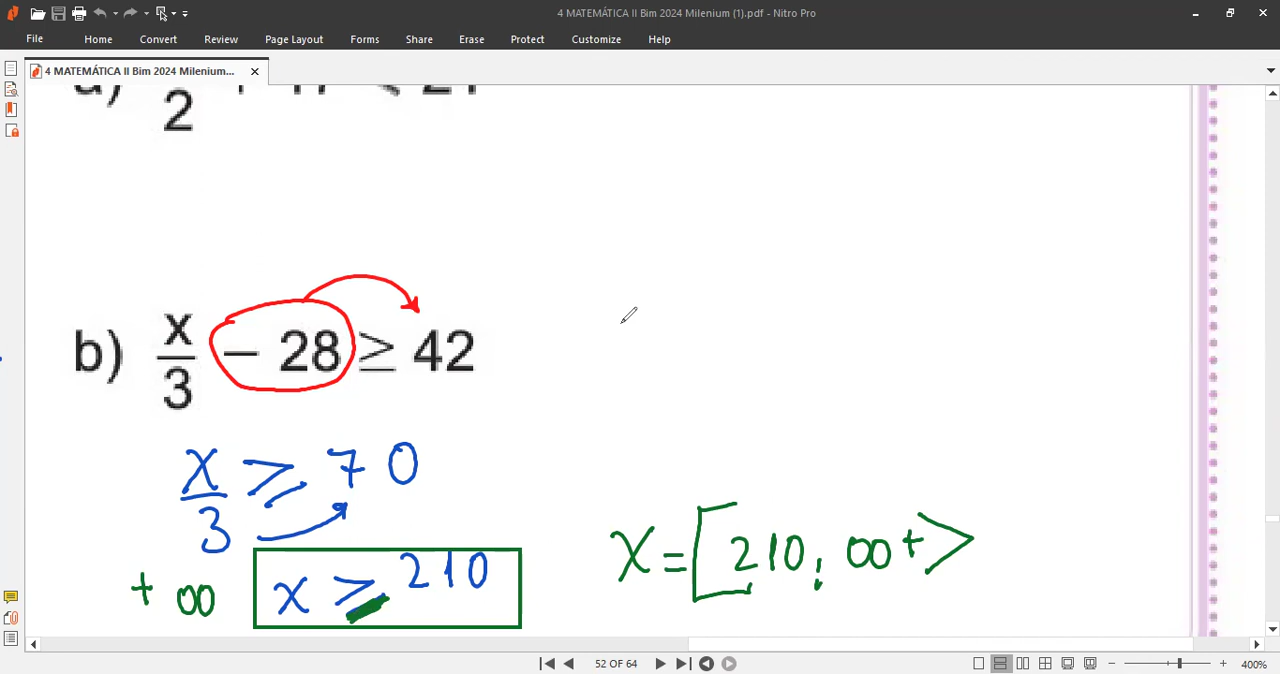 4 MATEMÁTICA II Bim 2024 Milenium (1).pdf - Nitro Pro
File Home Convert Review Page Layout Forms Share Erase Protect Customize Help
4 MATEMÁTICA II Bim 2024 Milenium...
2
b) x/3 − 28 ≥ 42
x/3 ≥ 70
x ≥ 210
+ ∞
x = [210; ∞+>
52 OF 64
400%